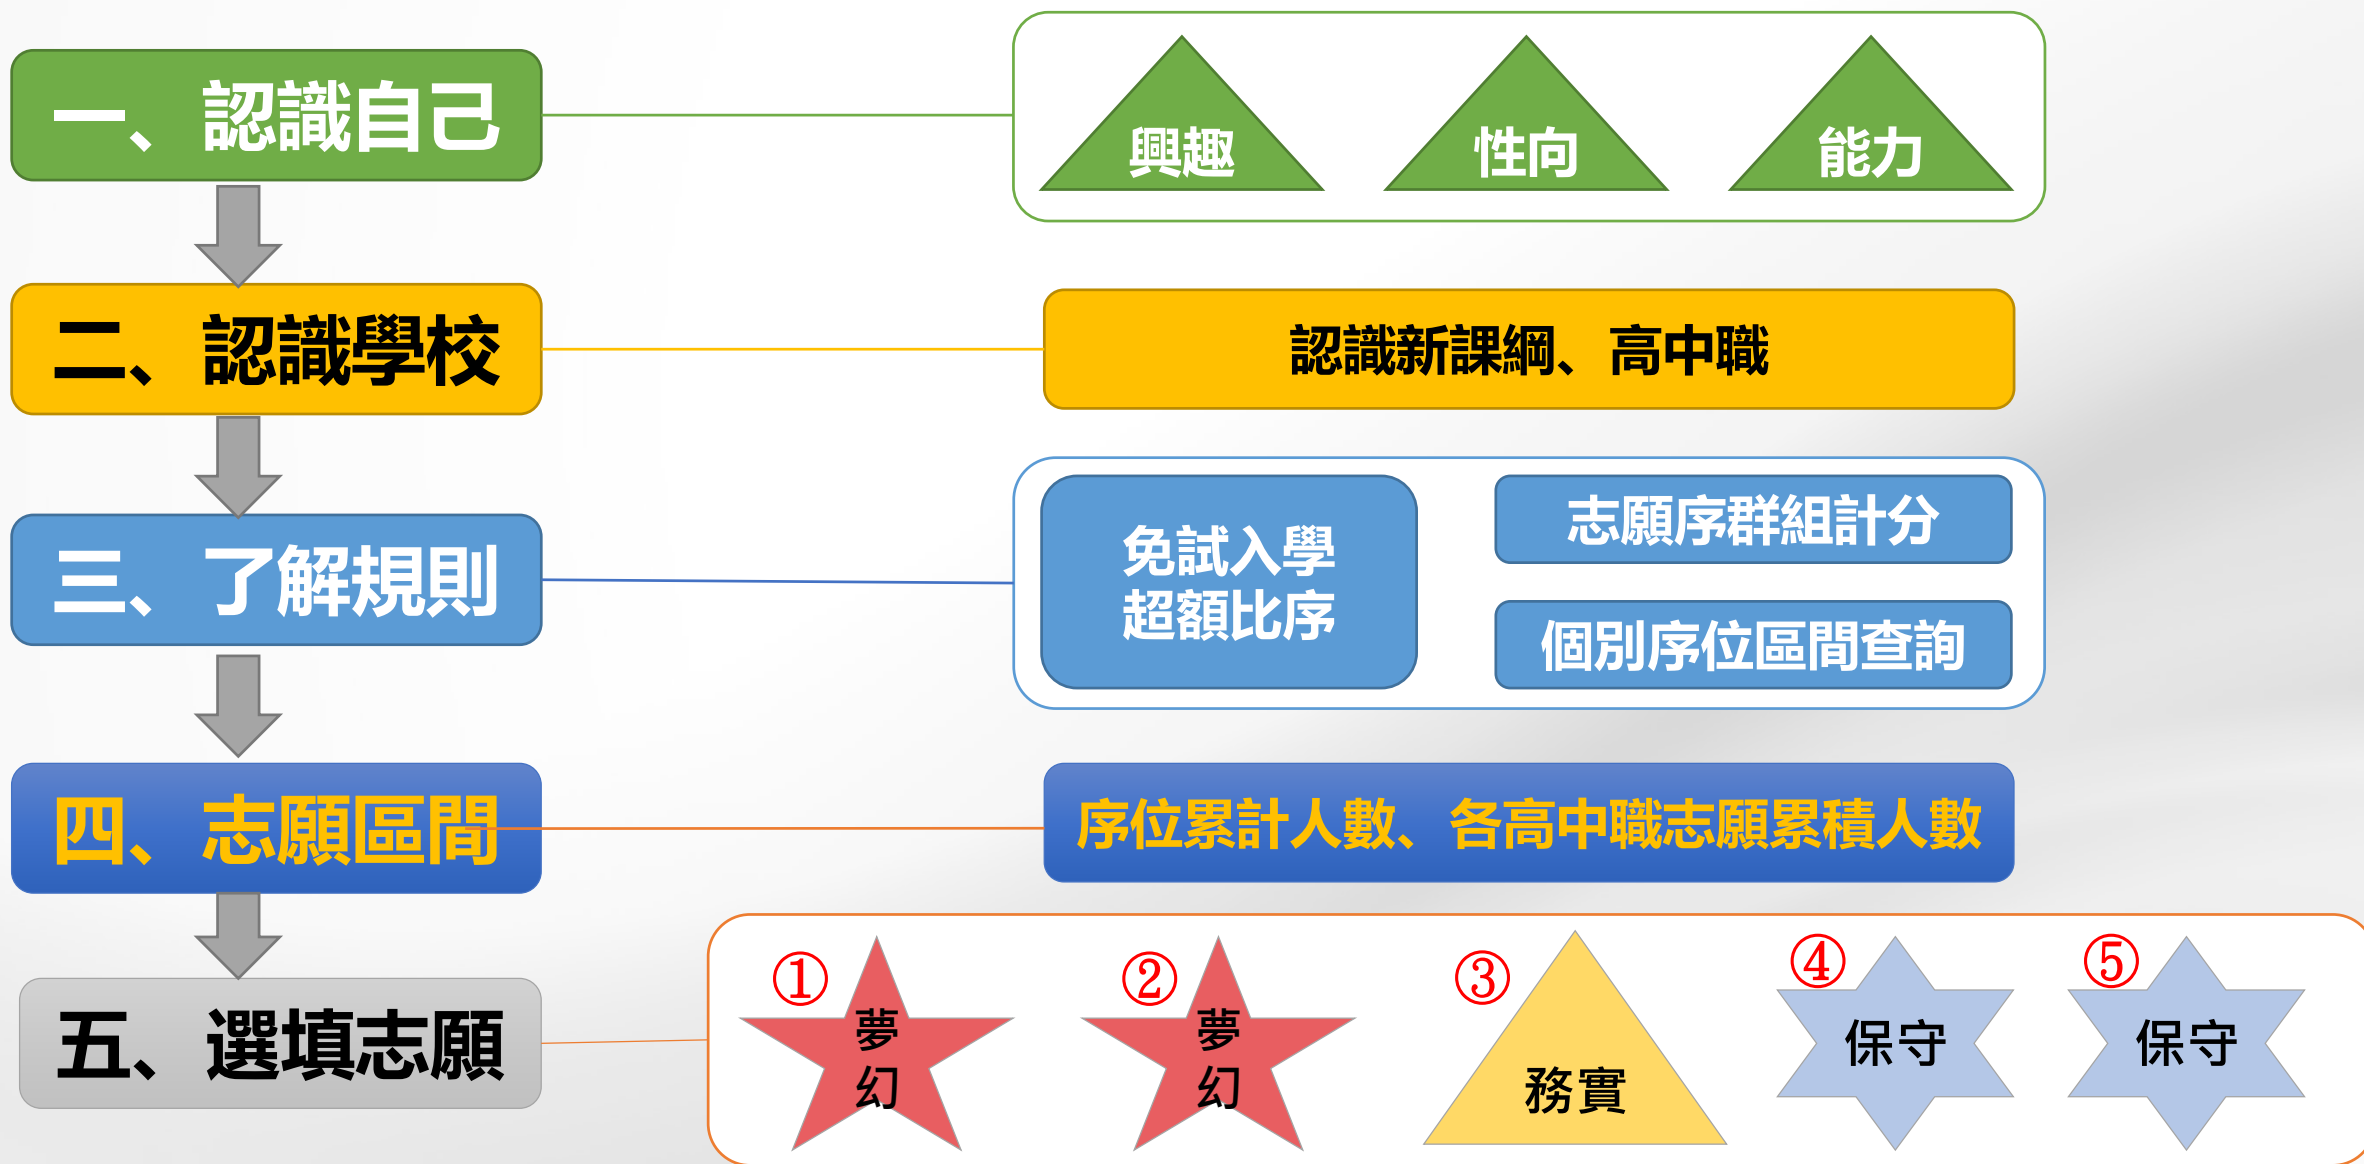 一、認識自己
興趣
性向
能力
二、認識學校
認識新課綱、高中職
三、了解規則
免試入學
超額比序
志願序群組計分
個別序位區間查詢
四、志願區間
序位累計人數、各高中職志願累積人數
五、選填志願
①
夢
幻
②
夢
幻
③
務實
④
保守
⑤
保守